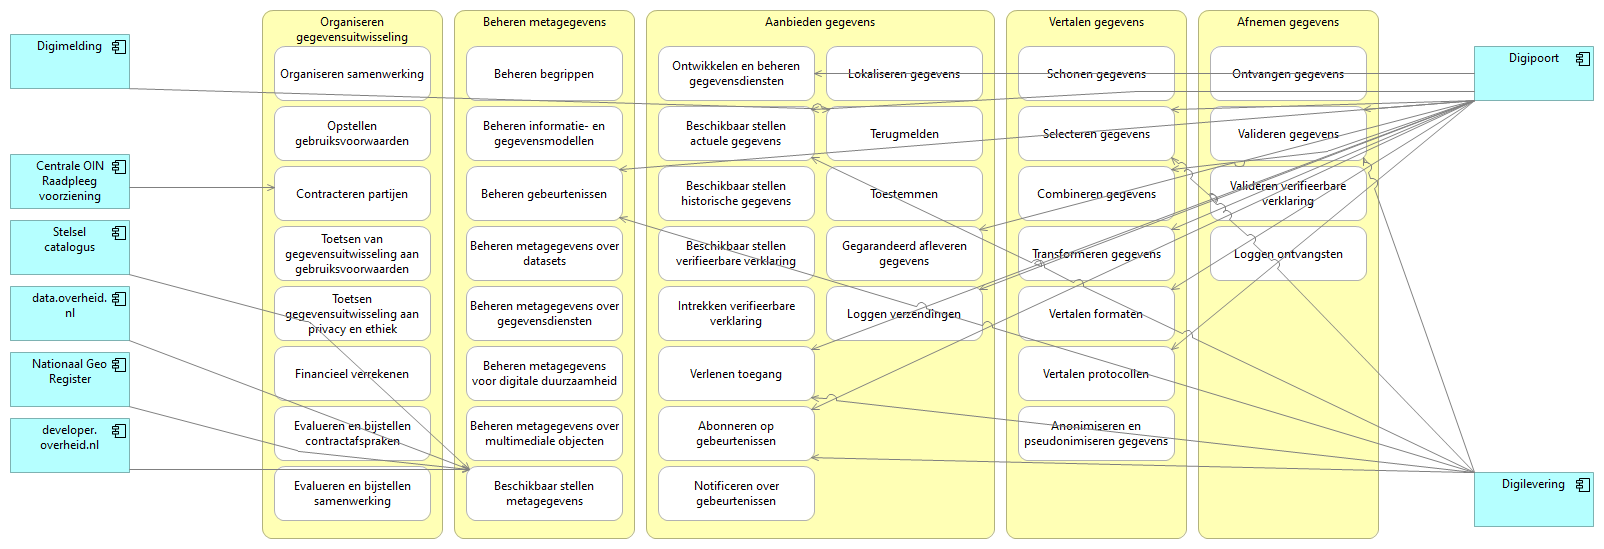 Digimelding
Centrale OIN
Raadpleeg
voorziening
Stelsel
catalogus
data.overheid.
nl
Nationaal Geo
Register
developer.
overheid.nl
Organiseren
gegevensuitwisseling
Organiseren samenwerking
Opstellen
gebruiksvoorwaarden
Contracteren partijen
Toetsen van
gegevensuitwisseling aan
gebruiksvoorwaarden
Toetsen
gegevensuitwisseling aan
privacy en ethiek
Financieel verrekenen
Evalueren en bijstellen
contractafspraken
Evalueren en bijstellen
samenwerking
Beheren metagegevens
Beheren begrippen
Beheren informatie- en
gegevensmodellen
Beheren gebeurtenissen
Beheren metagegevens over
datasets
Beheren metagegevens over
gegevensdiensten
Beheren metagegevens
voor digitale duurzaamheid
Beheren metagegevens over
multimediale objecten
Beschikbaar stellen
metagegevens
Aanbieden gegevens
Ontwikkelen en beheren
gegevensdiensten
Beschikbaar stellen
actuele gegevens
Beschikbaar stellen
historische gegevens
Beschikbaar stellen
verifieerbare verklaring
Intrekken verifieerbare
verklaring
Verlenen toegang
Abonneren op
gebeurtenissen
Notificeren over
gebeurtenissen
Lokaliseren gegevens
Terugmelden
Toestemmen
Gegarandeerd afleveren
gegevens
Loggen verzendingen
Vertalen gegevens
Schonen gegevens
Selecteren gegevens
Combineren gegevens
Transformeren gegevens
Vertalen formaten
Vertalen protocollen
Anonimiseren en
pseudonimiseren gegevens
Afnemen gegevens
Ontvangen gegevens
Valideren gegevens
Valideren verifieerbare
verklaring
Loggen ontvangsten
Digipoort
Digilevering